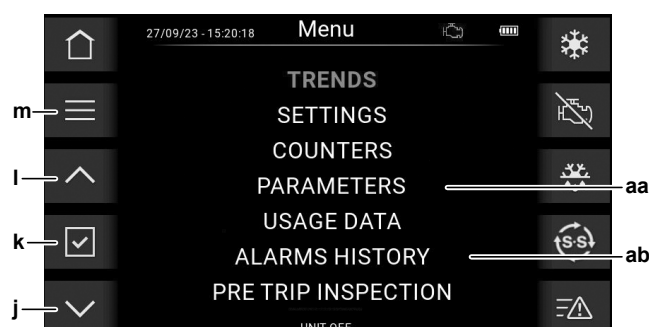 27/09/23 - 15:20:18 Menu
TRENDS
m SETTINGS
COUNTERS
l PARAMETERS aa
USAGE DATA
k S-S
ALARMS HISTORY ab
PRE TRIP INSPECTION
j
UNIT OFF